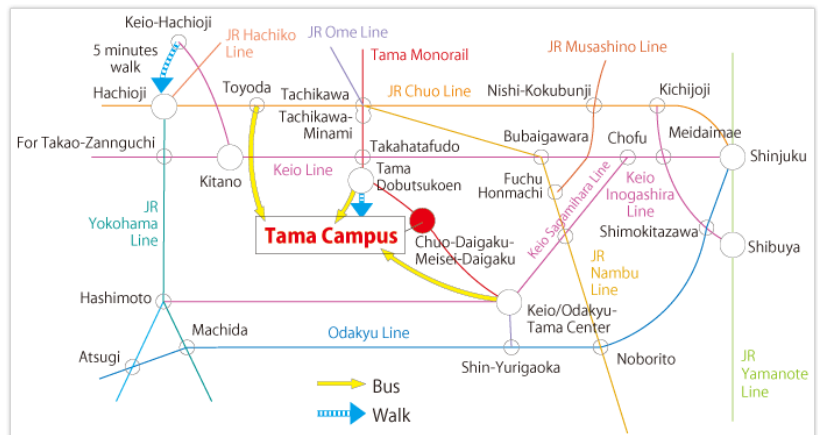 Keio-Hachioji
5 minutes
walk
JR Hachiko
Line
JR Ome Line
Tama Monorail
JR Musashino Line
Hachioji
Toyoda
Tachikawa
JR Chuo Line
Nishi-Kokubunji
Kichijoji
Tachikawa-
Minami
For Takao-Zannguchi
Kitano
Keio Line
Takahatafudo
Bubaigawara
Chofu
Meidaimae
Shinjuku
Tama
Dobutsukoen
Fuchu
Honmachi
Keio Sagamihara Line
Keio
Inogashira
Line
JR
Yokohama
Line
Tama Campus
Chuo-Daigaku-
Meisei-Daigaku
Shimokitazawa
Shibuya
JR
Nambu
Line
Hashimoto
Keio/Odakyu-
Tama Center
Machida
Odakyu Line
Atsugi
Shin-Yurigaoka
Noborito
JR
Yamanote
Line
Bus
Walk